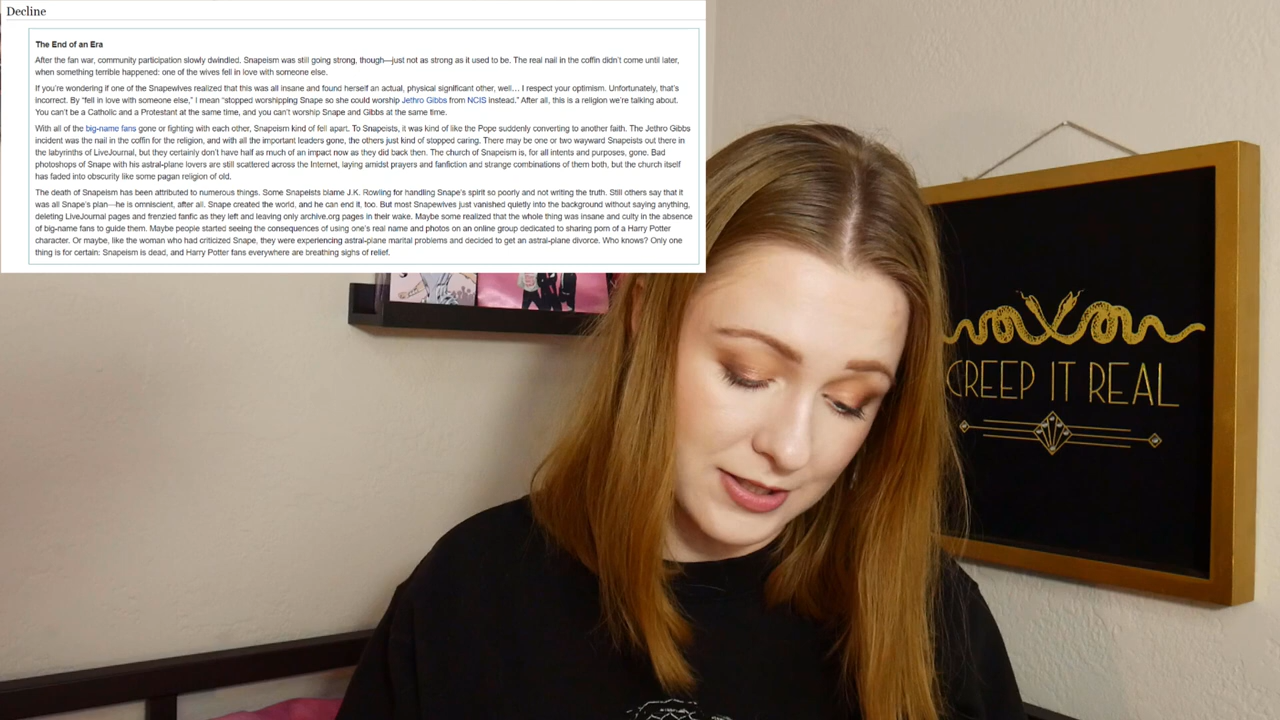 Decline
The End of an Era
After the fan war, community participation slowly dwindled. Snapeism was still going strong, though—just not as strong as it used to be. The real nail in the coffin didn't come until later,
when something terrible happened: one of the wives fell in love with someone else.
If you're wondering if one of the Snapewives realized that this was all insane and found herself an actual, physical significant other, well... I respect your optimism. Unfortunately, that's
incorrect. By "fell in love with someone else," I mean "stopped worshipping Snape so she could worship Jethro Gibbs from NCIS instead." After all, this is a religion we're talking about.
You can't be a Catholic and a Protestant at the same time, and you can't worship Snape and Gibbs at the same time.
With all of the big-name fans gone or fighting with each other, Snapeism kind of fell apart. To Snapeists, it was kind of like the Pope suddenly converting to another faith. The Jethro Gibbs
incident was the nail in the coffin for the religion, and with all the important leaders gone, the others just kind of stopped caring. There may be one or two wayward Snapeists out there in
the labyrinths of LiveJournal, but they certainly don't have half as much of an impact now as they did back then. The church of Snapeism is, for all intents and purposes, gone. Bad
photoshops of Snape with his astral-plane lovers are still scattered across the Internet, laying amidst prayers and fanfiction and strange combinations of them both, but the church itself
has faded into obscurity like some pagan religion of old.
The death of Snapeism has been attributed to numerous things. Some Snapeists blame J.K. Rowling for handling Snape's spirit so poorly and not writing the truth. Still others say that it
was all Snape's plan—he is omniscient, after all. Snape created the world, and he can end it, too. But most Snapewives just vanished quietly into the background without saying anything,
deleting LiveJournal pages and frenzied fanfic as they left and leaving only archive.org pages in their wake. Maybe some realized that the whole thing was insane and culty in the absence
of big-name fans to guide them. Maybe people started seeing the consequences of using one's real name and photos on an online group dedicated to sharing porn of a Harry Potter
character. Or maybe, like the woman who had criticized Snape, they were experiencing astral-plane marital problems and decided to get an astral-plane divorce. Who knows? Only one
thing is for certain: Snapeism is dead, and Harry Potter fans everywhere are breathing sighs of relief.
CREEP IT REAL